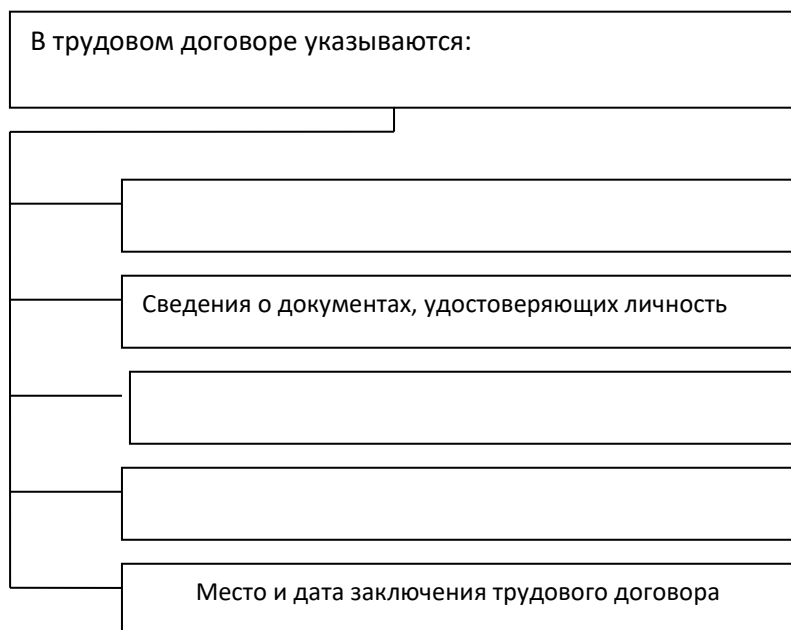 В трудовом договоре указываются:
Сведения о документах, удостоверяющих личность
Место и дата заключения трудового договора